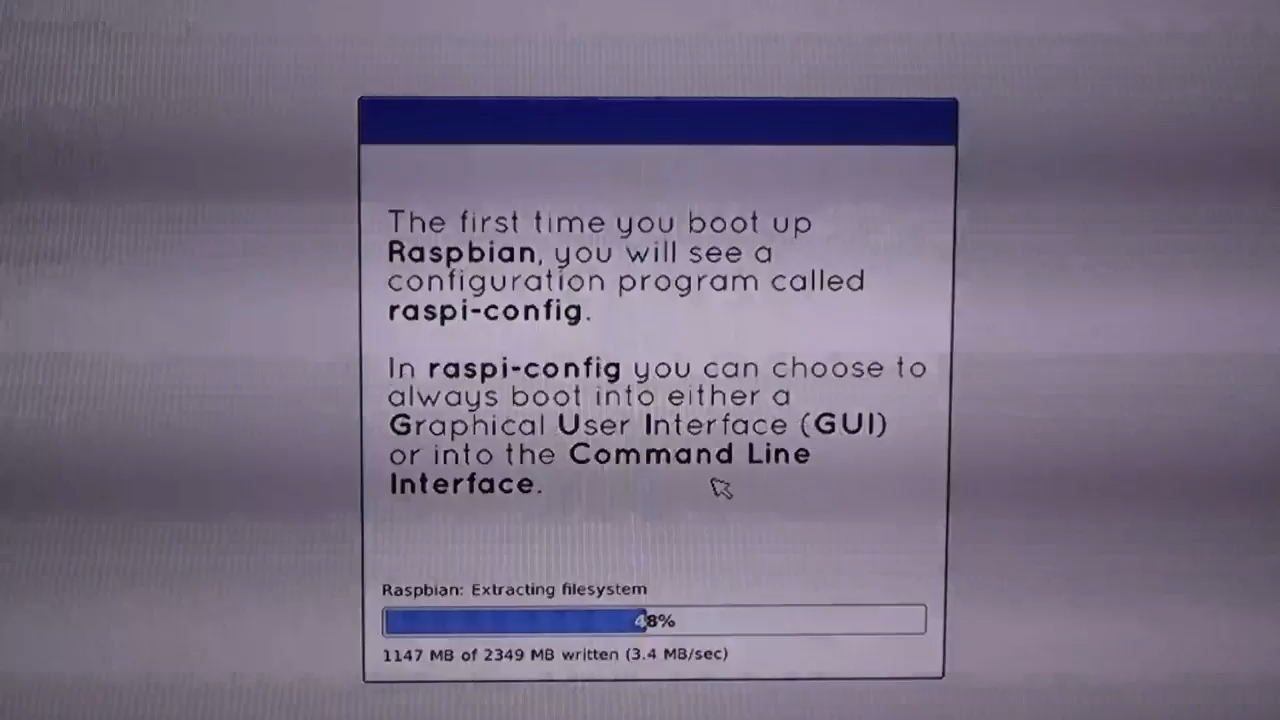 The first time you boot up
Raspbian, you will see a
configuration program called
raspi-config.
In raspi-config you can choose to
always boot into either a
Graphical User Interface (GUI)
or into the Command Line
Interface.
Raspbian: Extracting filesystem
48%
1147 MB of 2349 MB written (3.4 MB/sec)